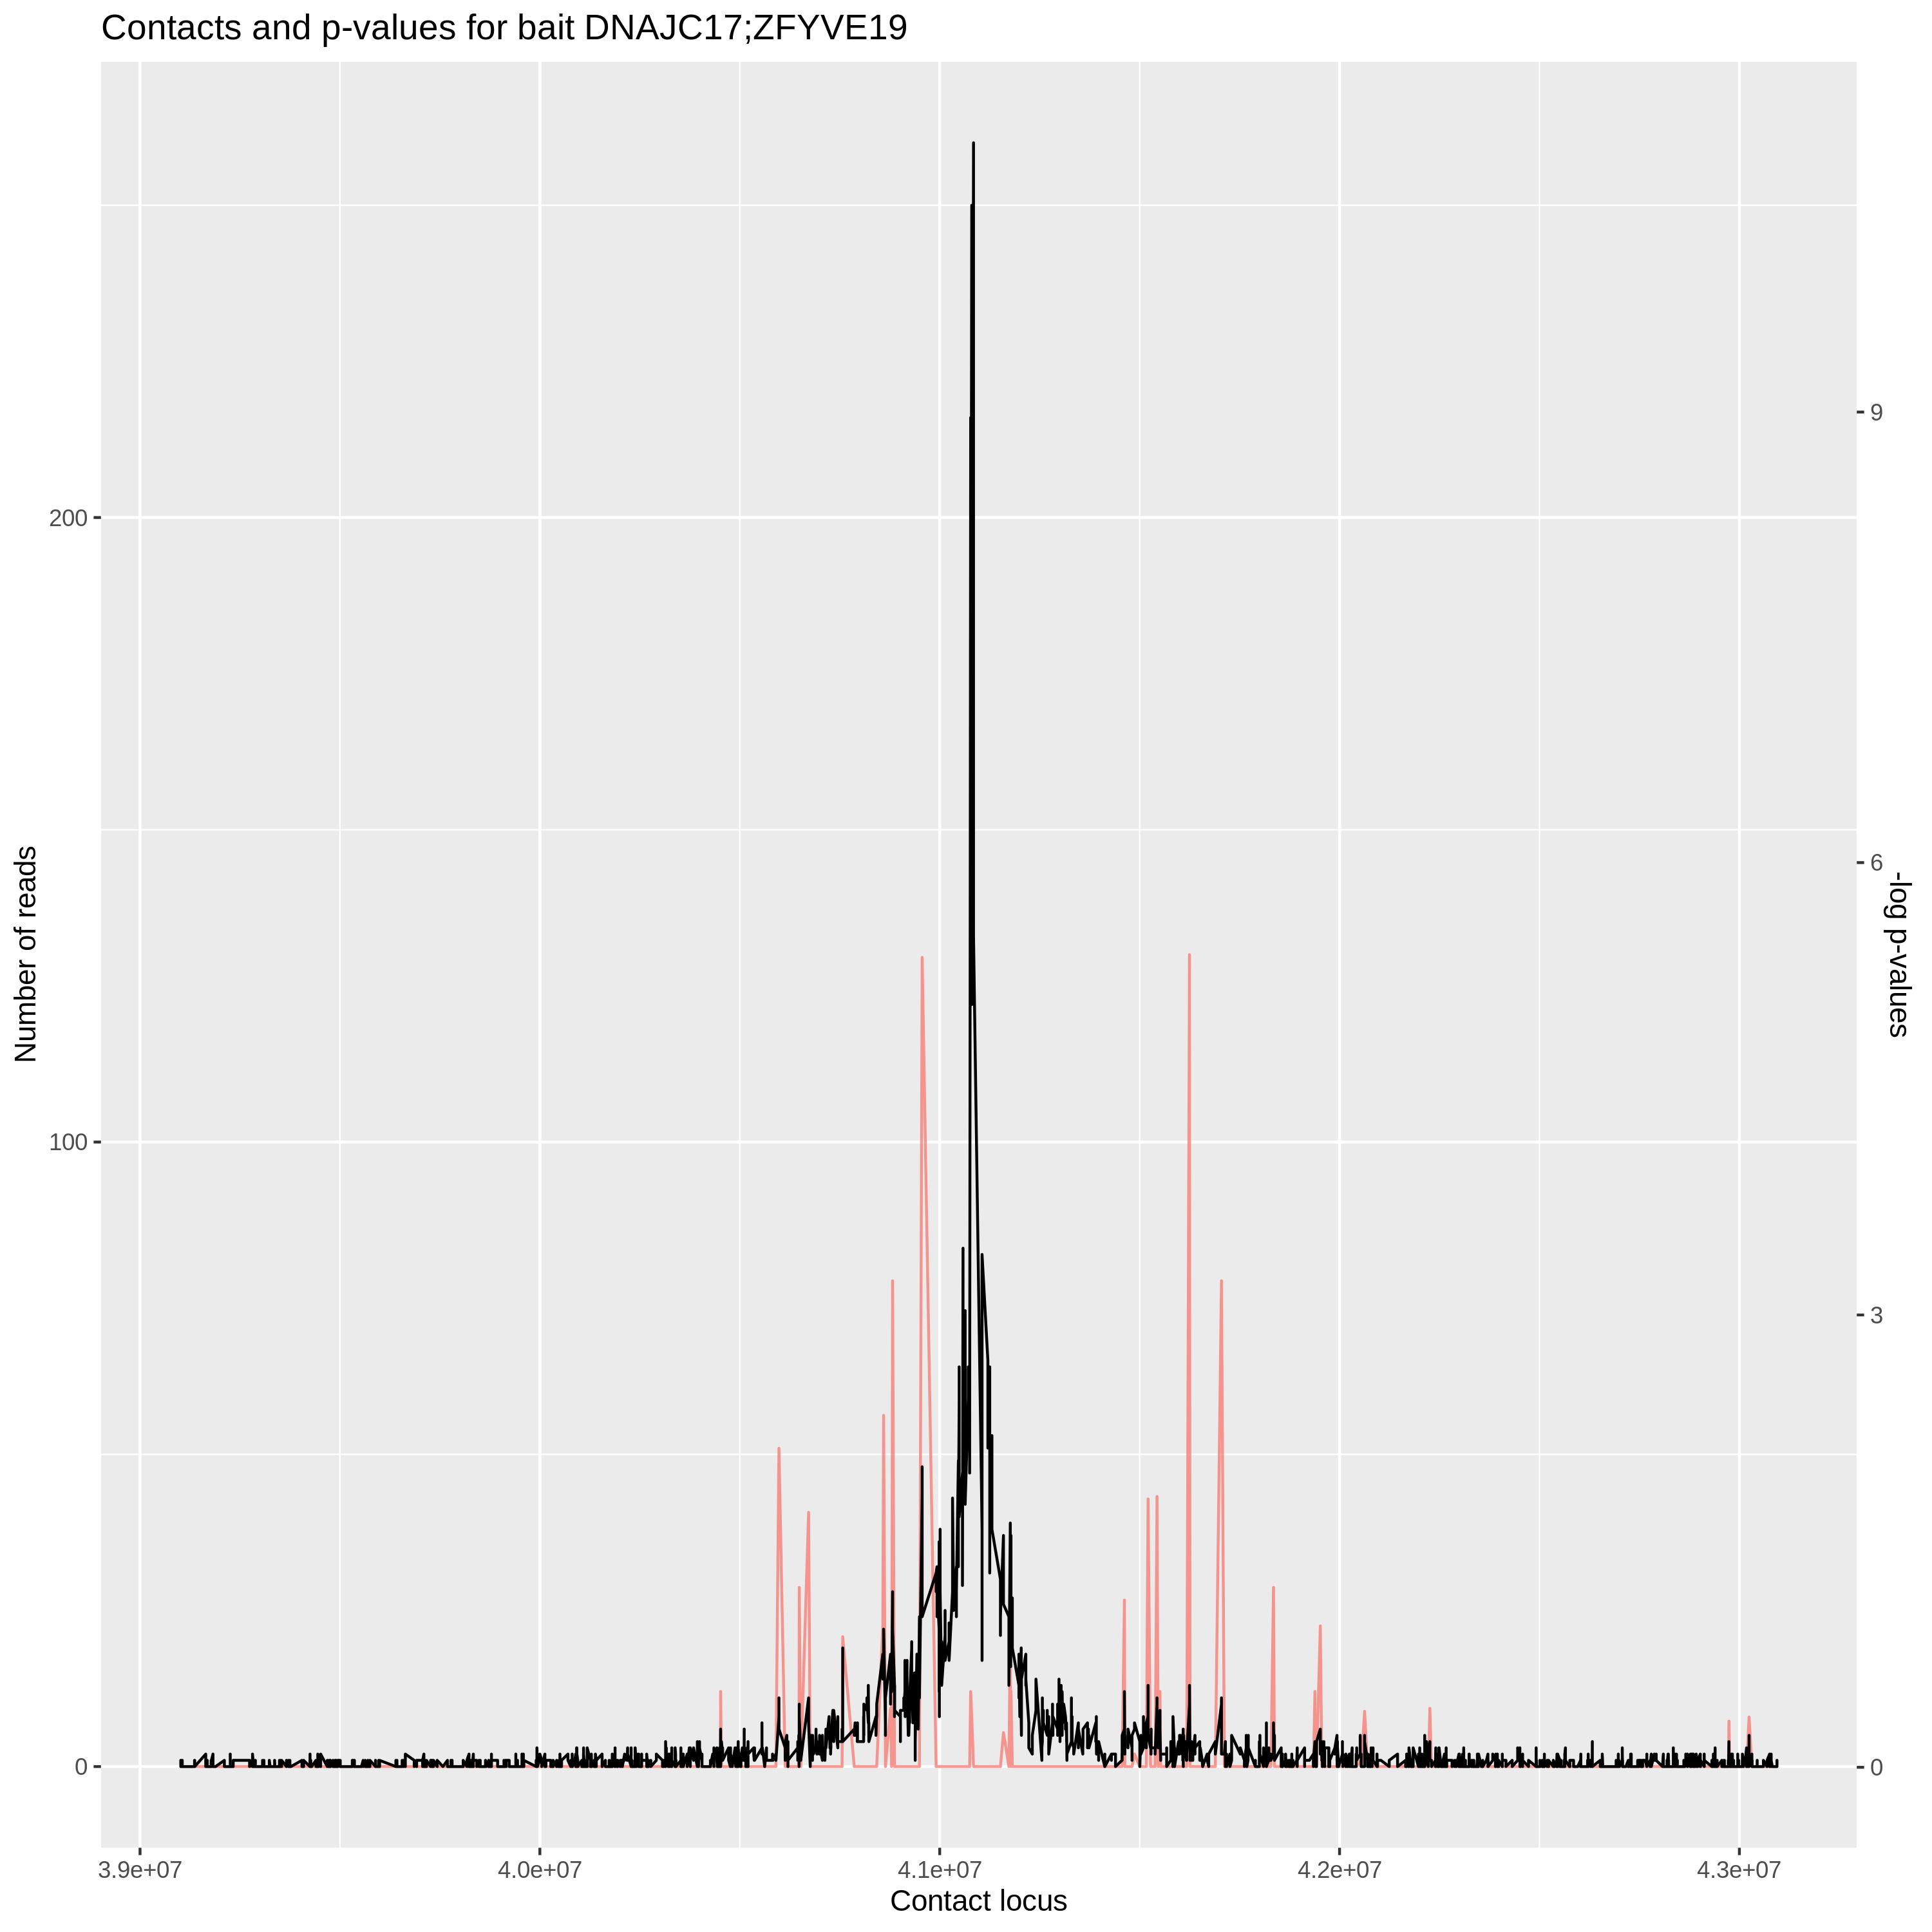 Contacts and p-values for bait DNAJC17;ZFYVE19
Number of reads
200
100
0
9
6
3
0
-log p-values
3.9e+07 4.0e+07 4.1e+07 4.2e+07 4.3e+07
Contact locus